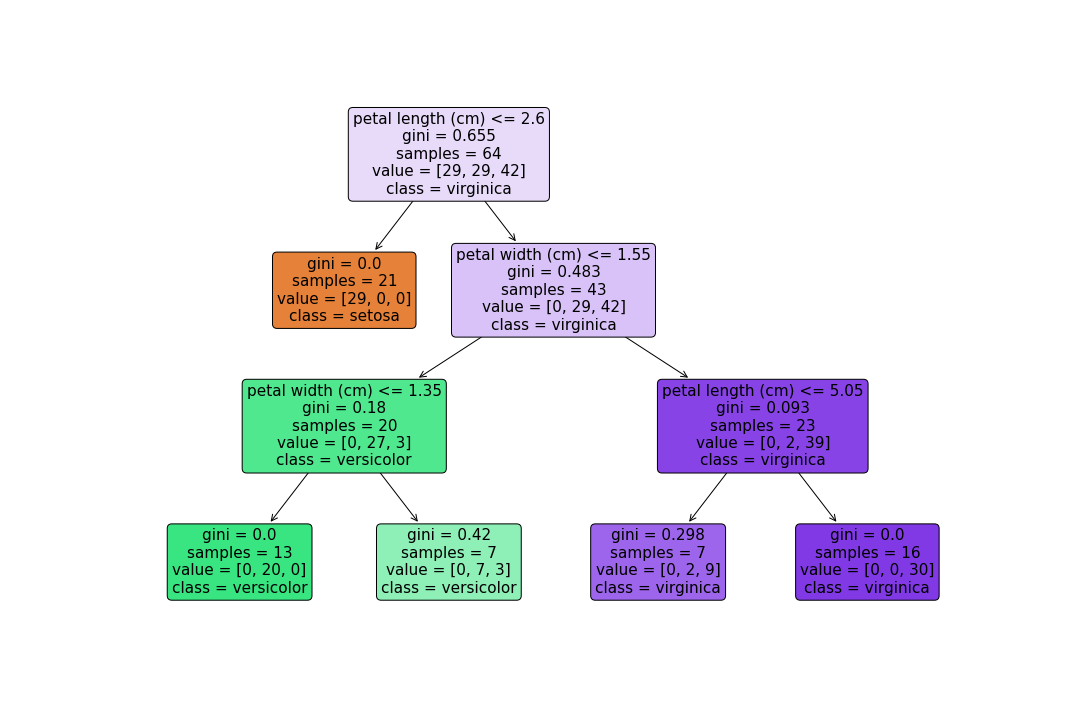 petal length (cm) <= 2.6
gini = 0.655
samples = 64
value = [29, 29, 42]
class = virginica
gini = 0.0
samples = 21
value = [29, 0, 0]
class = setosa
petal width (cm) <= 1.55
gini = 0.483
samples = 43
value = [0, 29, 42]
class = virginica
petal width (cm) <= 1.35
gini = 0.18
samples = 20
value = [0, 27, 3]
class = versicolor
petal length (cm) <= 5.05
gini = 0.093
samples = 23
value = [0, 2, 39]
class = virginica
gini = 0.0
samples = 13
value = [0, 20, 0]
class = versicolor
gini = 0.42
samples = 7
value = [0, 7, 3]
class = versicolor
gini = 0.298
samples = 7
value = [0, 2, 9]
class = virginica
gini = 0.0
samples = 16
value = [0, 0, 30]
class = virginica